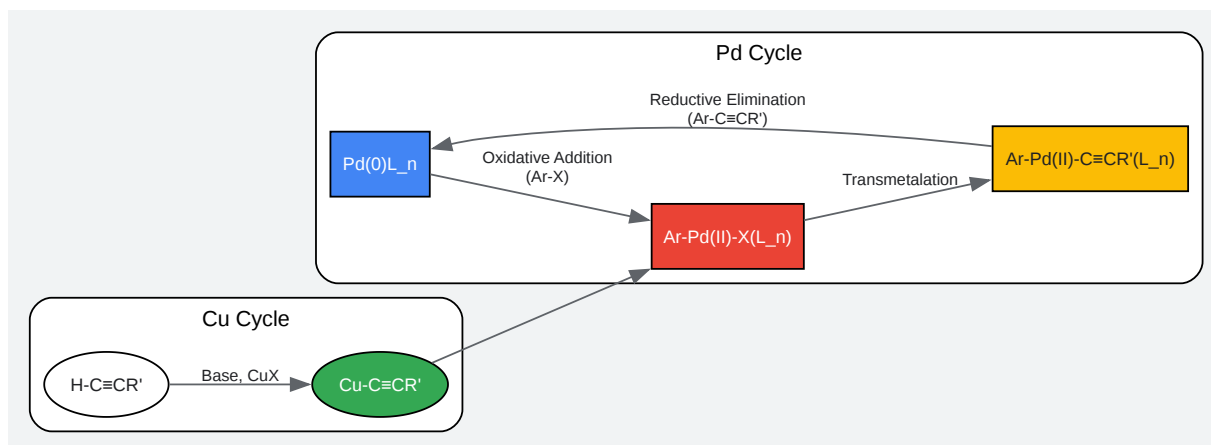 Pd Cycle
Reductive Elimination
(Ar-C≡CR')
Pd(0)L_n
Oxidative Addition
(Ar-X)
Ar-Pd(II)-X(L_n)
Transmetalation
Ar-Pd(II)-C≡CR'(L_n)
Cu Cycle
H-C≡CR'
Base, CuX
Cu-C≡CR'